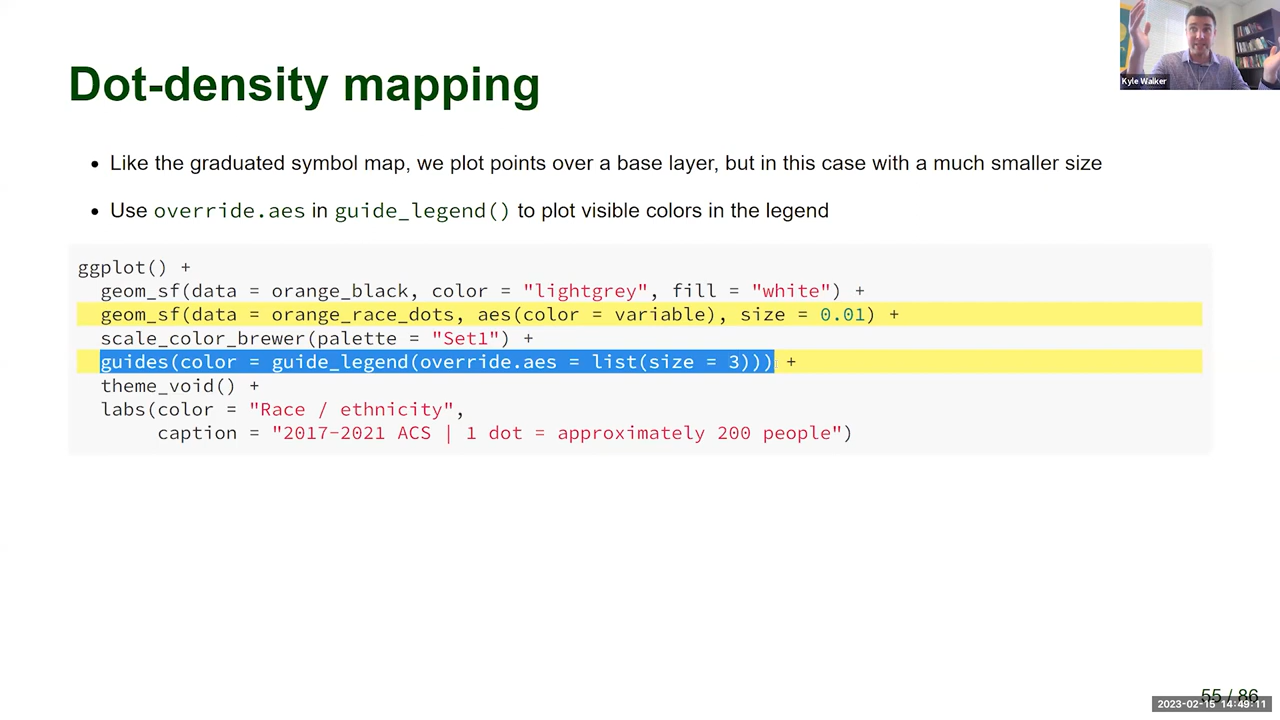 Dot-density mapping
Kyle Walker
• Like the graduated symbol map, we plot points over a base layer, but in this case with a much smaller size
• Use override.aes in guide_legend() to plot visible colors in the legend
ggplot() +
  geom_sf(data = orange_black, color = "lightgrey", fill = "white") +
  geom_sf(data = orange_race_dots, aes(color = variable), size = 0.01) +
  scale_color_brewer(palette = "Set1") +
  guides(color = guide_legend(override.aes = list(size = 3))) +
  theme_void() +
  labs(color = "Race / ethnicity",
       caption = "2017-2021 ACS | 1 dot = approximately 200 people")
55 / 86
2023-02-15 14:49:11